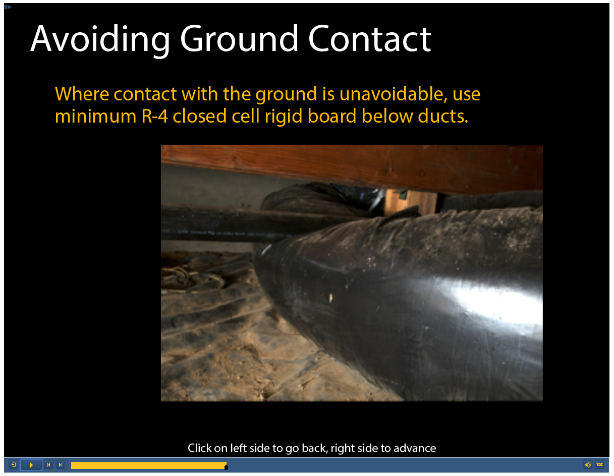 Avoiding Ground Contact
Where contact with the ground is unavoidable, use
minimum R-4 closed cell rigid board below ducts.
Click on left side to go back, right side to advance